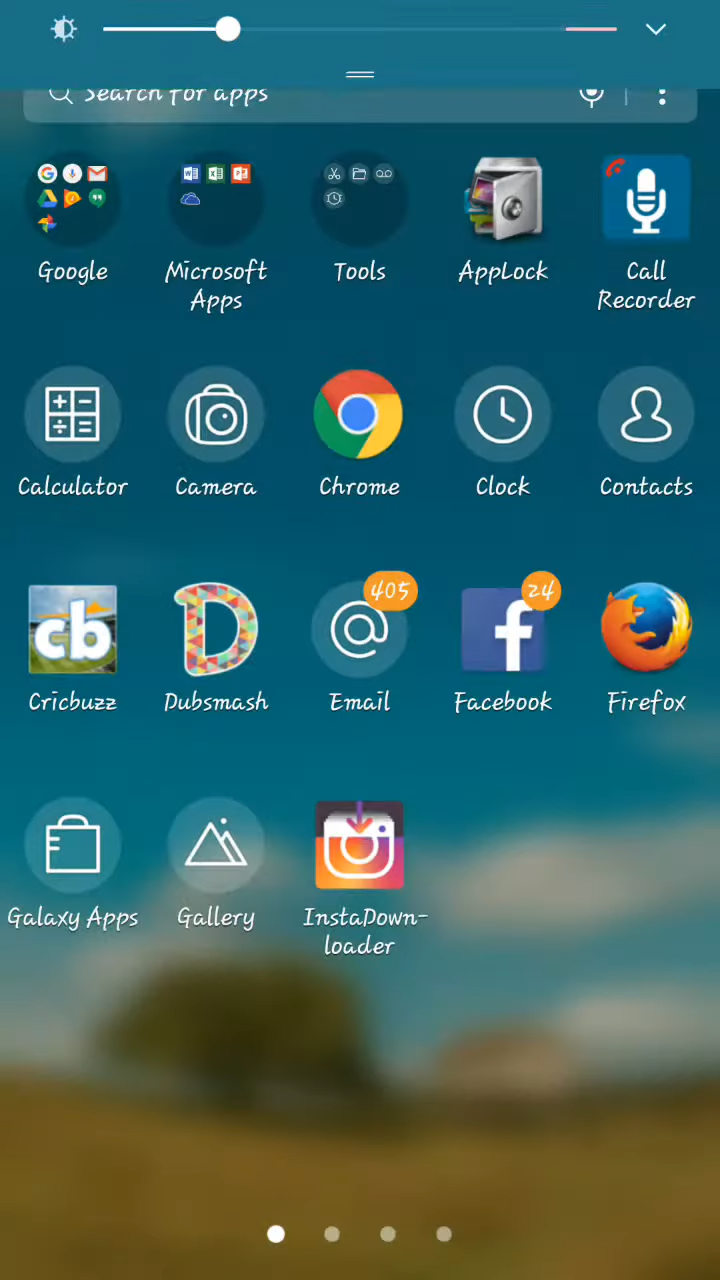 Search for apps
Google
Microsoft Apps
Tools
AppLock
Call Recorder
Calculator
Camera
Chrome
Clock
Contacts
cb
D
405
24
Cricbuzz
Dubsmash
Email
Facebook
Firefox
Galaxy Apps
Gallery
InstaDown-
loader